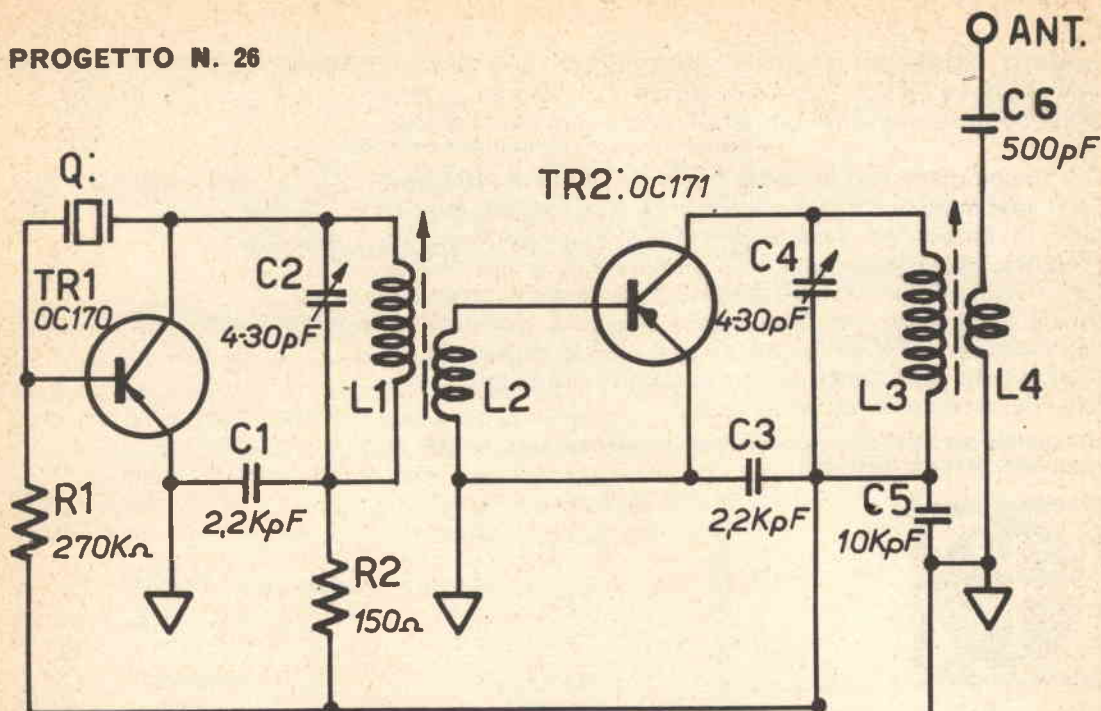 PROGETTO N. 26
ANT.
C6
500pF
Q:
TR2: OC171
TR1
OC170
C2
4-30pF
C4
4-30pF
L1
L2
L3
L4
C1
2,2KpF
C3
2,2KpF
C5
10KpF
R1
270KΩ
R2
150Ω